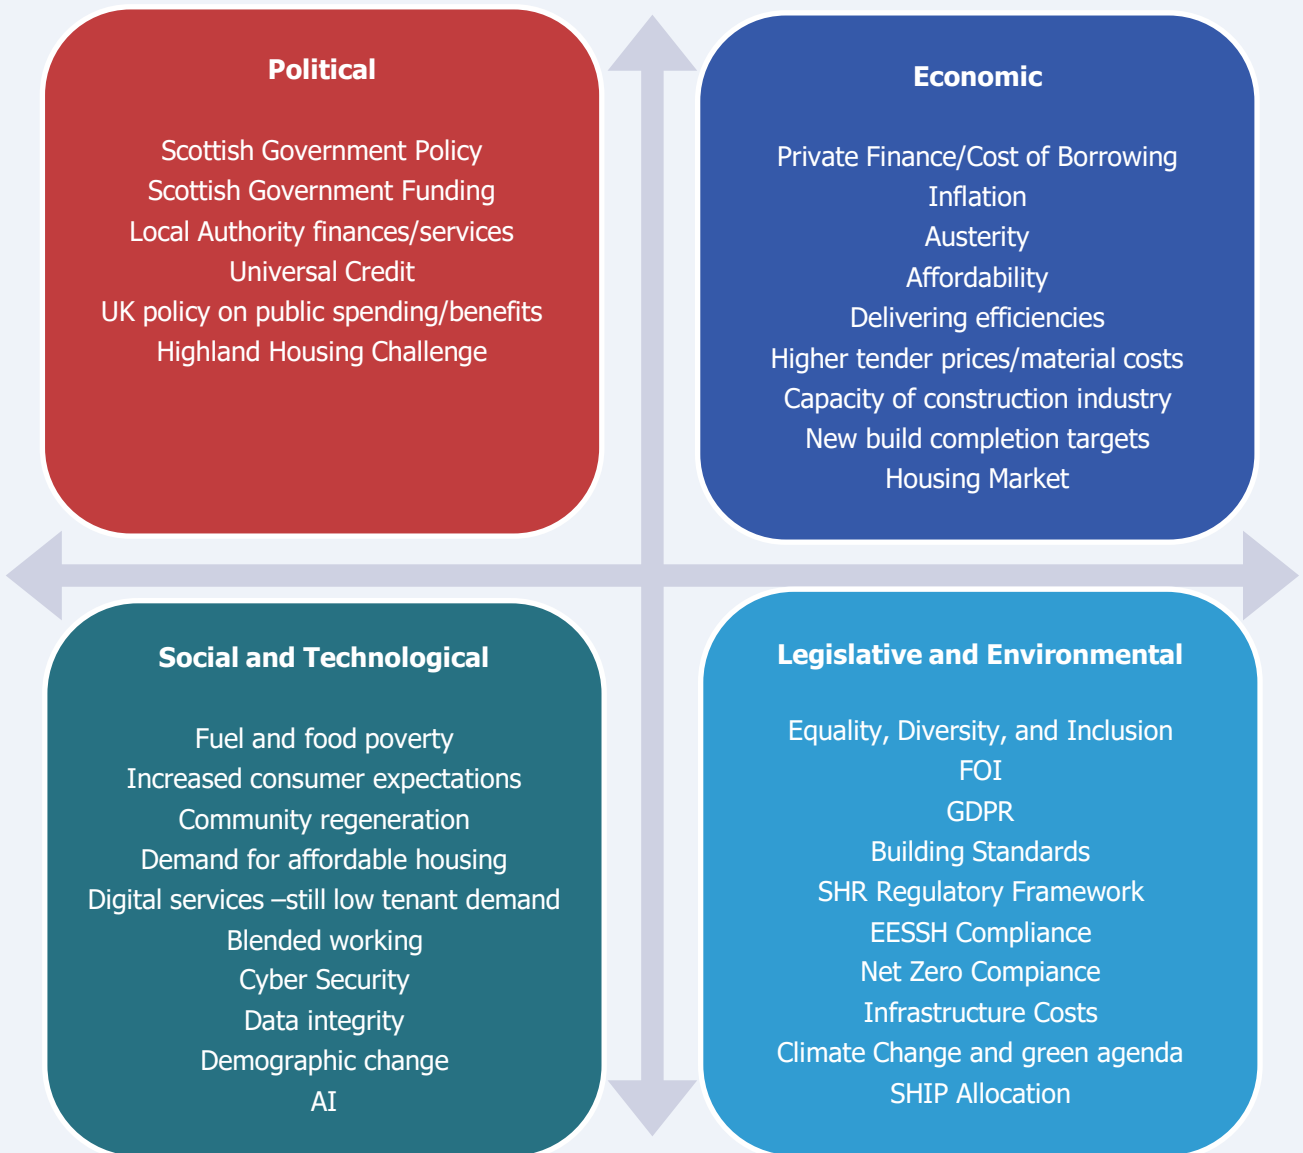 Political
Scottish Government Policy
Scottish Government Funding
Local Authority finances/services
Universal Credit
UK policy on public spending/benefits
Highland Housing Challenge
Economic
Private Finance/Cost of Borrowing
Inflation
Austerity
Affordability
Delivering efficiencies
Higher tender prices/material costs
Capacity of construction industry
New build completion targets
Housing Market
Social and Technological
Fuel and food poverty
Increased consumer expectations
Community regeneration
Demand for affordable housing
Digital services –still low tenant demand
Blended working
Cyber Security
Data integrity
Demographic change
AI
Legislative and Environmental
Equality, Diversity, and Inclusion
FOI
GDPR
Building Standards
SHR Regulatory Framework
EESSH Compliance
Net Zero Compiance
Infrastructure Costs
Climate Change and green agenda
SHIP Allocation